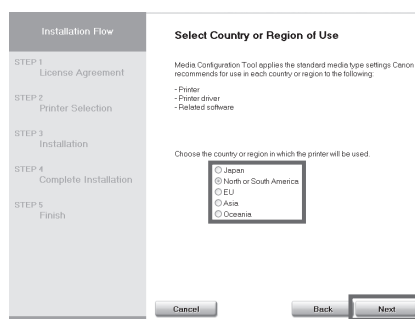 Installation Flow
STEP 1
License Agreement
STEP 2
Printer Selection
STEP 3
Installation
STEP 4
Complete Installation
STEP 5
Finish
Select Country or Region of Use
Media Configuration Tool applies the standard media type settings Canon
recommends for use in each country or region to the following:
- Printer
- Printer driver
- Related software
Choose the country or region in which the printer will be used.
Japan
North or South America
EU
Asia
Oceania
Cancel
Back
Next